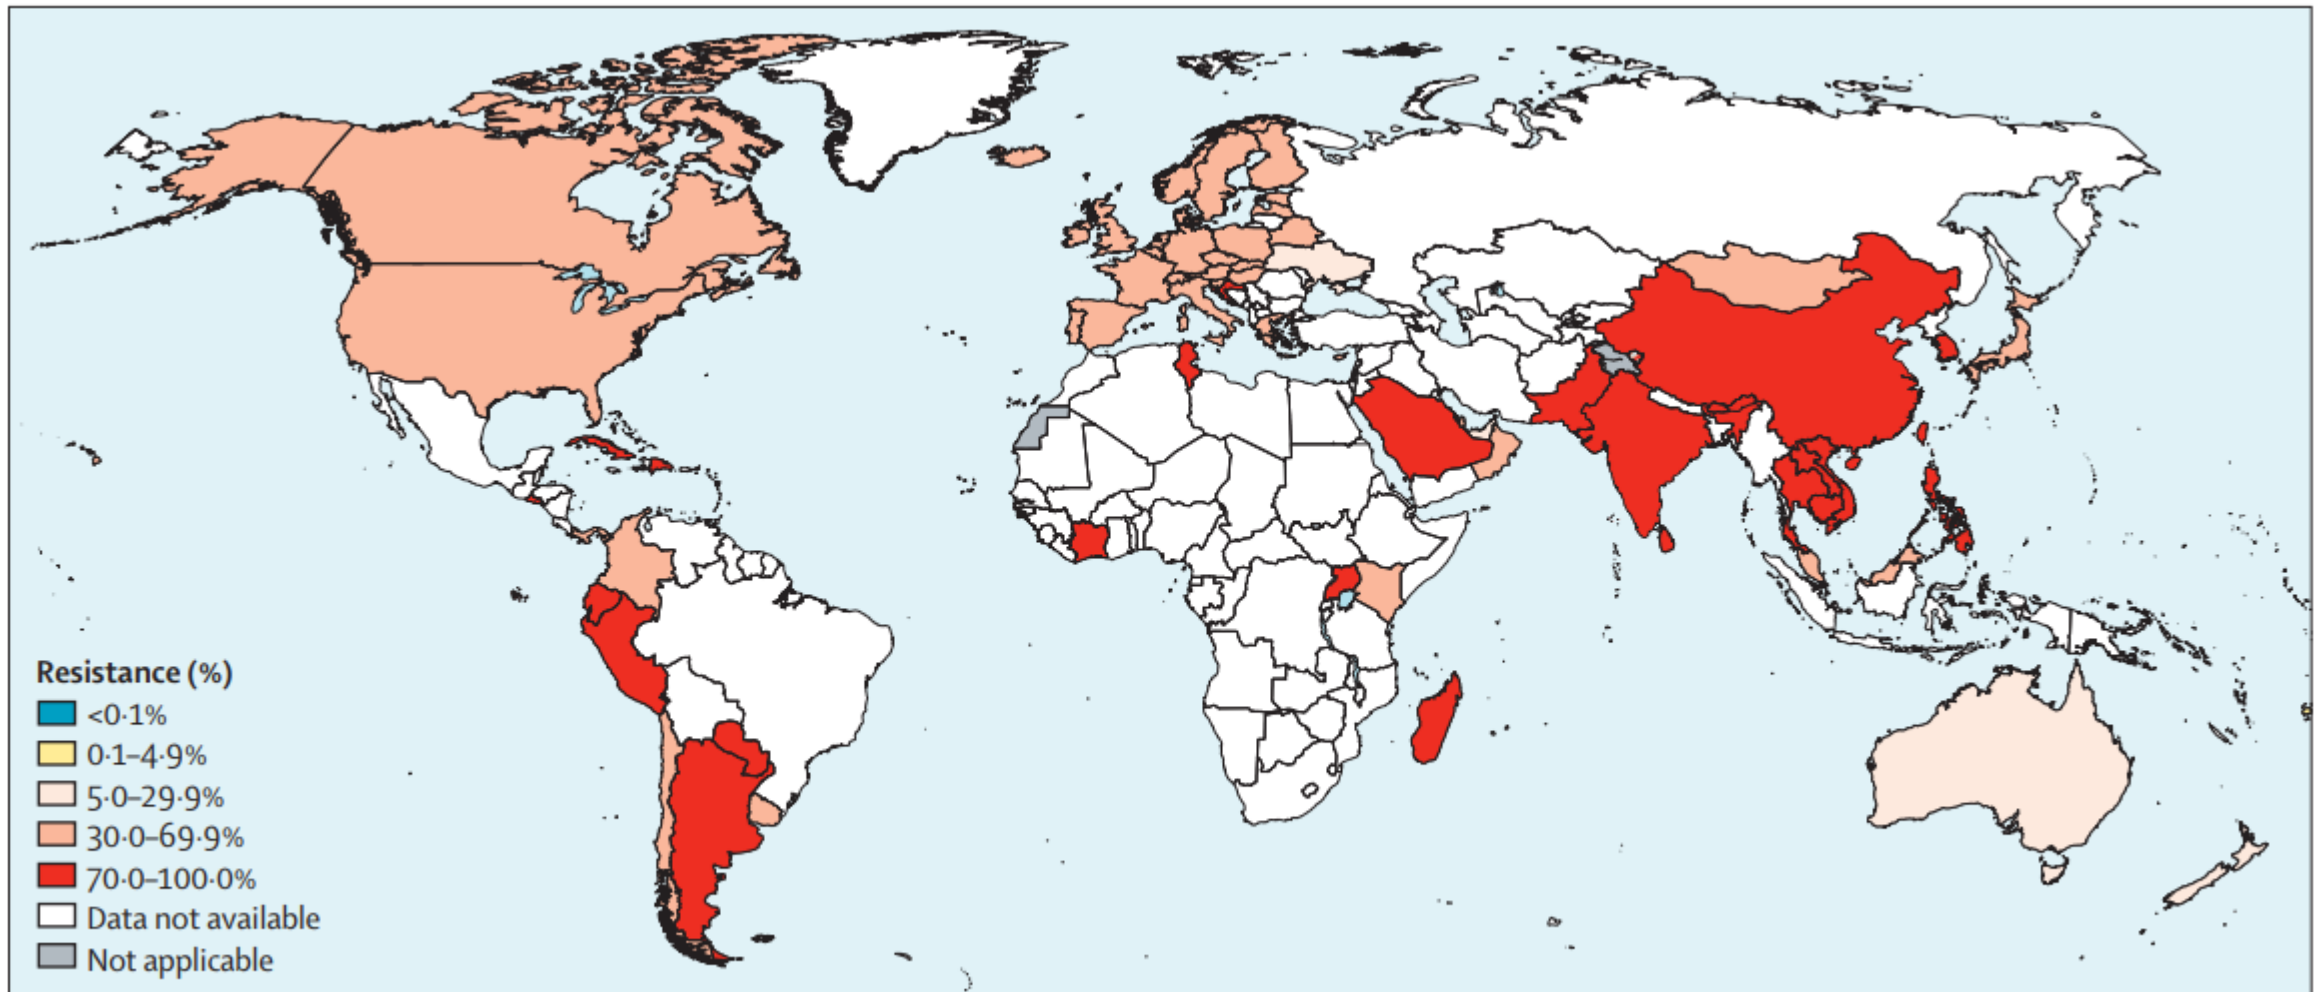 Resistance (%)
<0·1%
0·1–4·9%
5·0–29·9%
30·0–69·9%
70·0–100·0%
Data not available
Not applicable